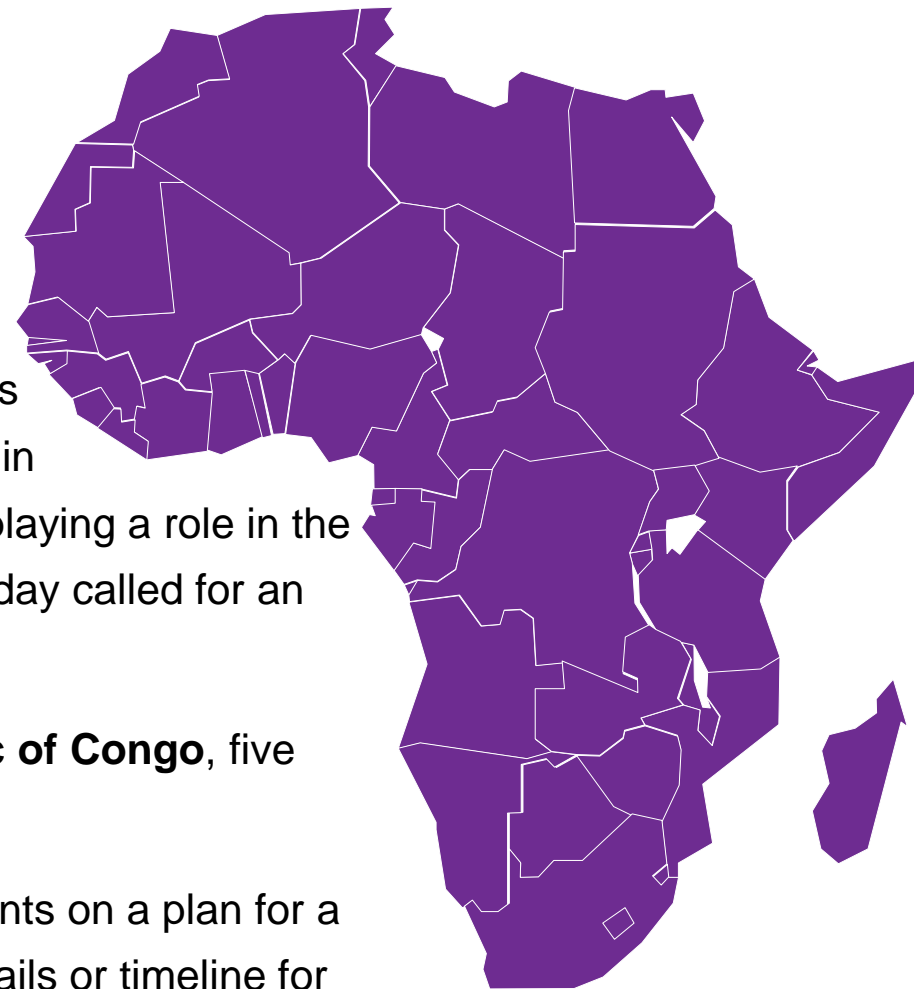 s
in
playing a role in the
day called for an
c of Congo, five
nts on a plan for a
ails or timeline for